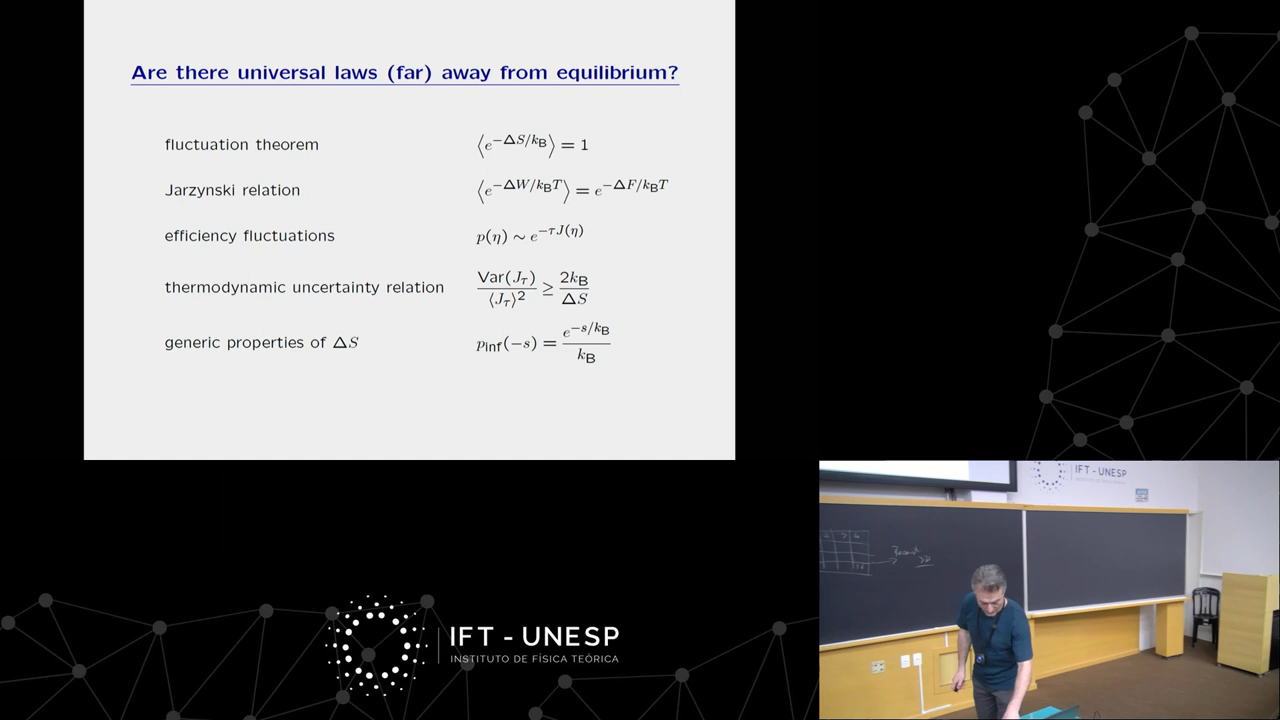 Are there universal laws (far) away from equilibrium?
fluctuation theorem ⟨e^{−ΔS/k_B}⟩ = 1
Jarzynski relation ⟨e^{−ΔW/k_BT}⟩ = e^{−ΔF/k_BT}
efficiency fluctuations p(η) ∼ e^{−τJ(η)}
thermodynamic uncertainty relation Var(J_τ)/⟨J_τ⟩² ≥ 2k_B/ΔS
generic properties of ΔS p_inf(−s) = e^{−s/k_B}/k_B
IFT - UNESP
INSTITUTO DE FÍSICA TEÓRICA
IFT - UNESP